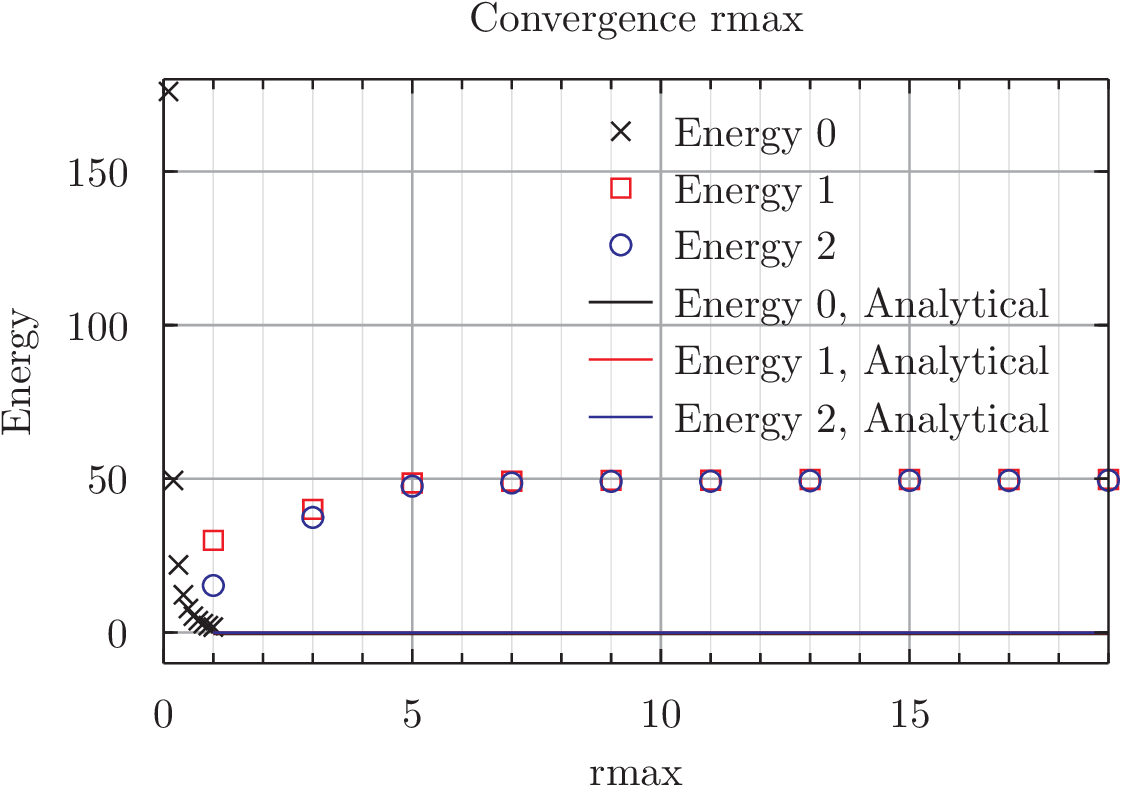 Convergence rmax
Energy 0
Energy 1
Energy 2
Energy 0, Analytical
Energy 1, Analytical
Energy 2, Analytical
150
100
50
0
Energy
0 5 10 15
rmax